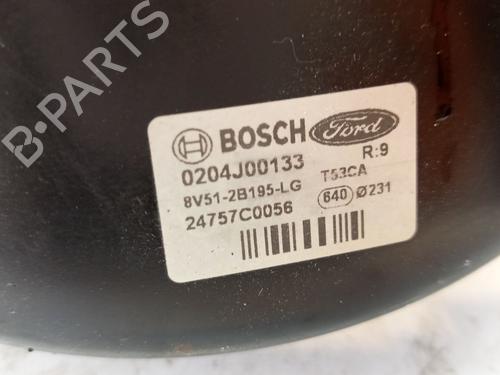 B-PARTS
BOSCH Ford
0204J00133 R:9
8V51-2B195-LG T53CA
24757C0056 640 Ø231